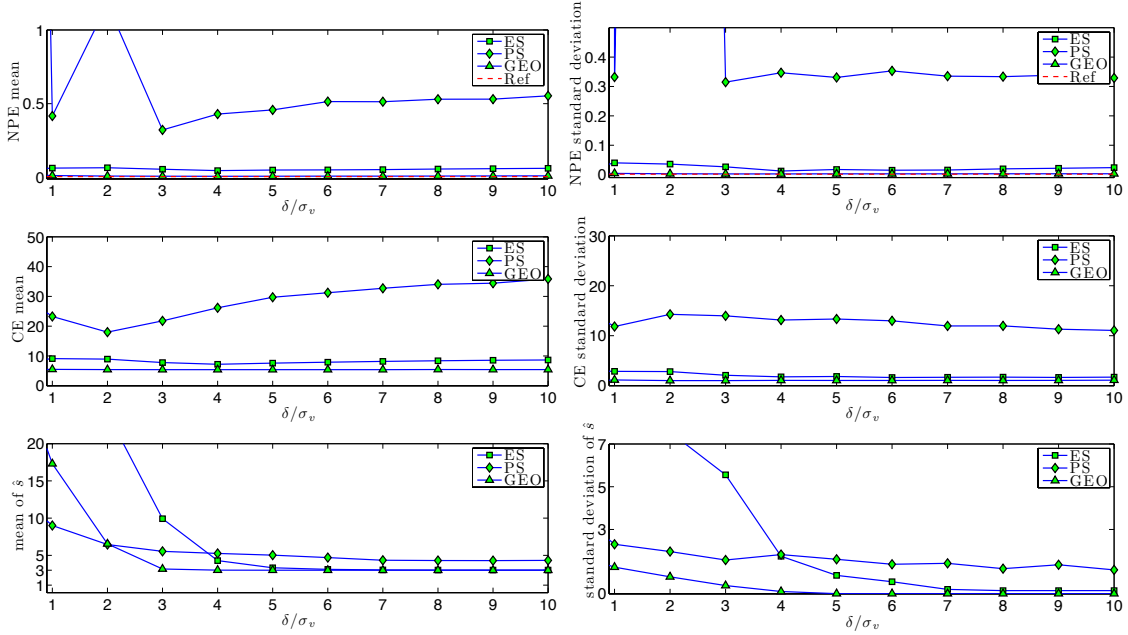 NPE mean
1
0.5
0
ES
PS
GEO
Ref
1 2 3 4 5 6 7 8 9 10
δ/σ_v
NPE standard deviation
0.4
0.3
0.2
0.1
0
ES
PS
GEO
Ref
1 2 3 4 5 6 7 8 9 10
δ/σ_v
CE mean
50
40
30
20
10
0
ES
PS
GEO
1 2 3 4 5 6 7 8 9 10
δ/σ_v
CE standard deviation
30
20
10
0
ES
PS
GEO
1 2 3 4 5 6 7 8 9 10
δ/σ_v
mean of ŝ
20
15
10
5
3
1
ES
PS
GEO
1 2 3 4 5 6 7 8 9 10
δ/σ_v
standard deviation of ŝ
7
5
3
1
0
ES
PS
GEO
1 2 3 4 5 6 7 8 9 10
δ/σ_v